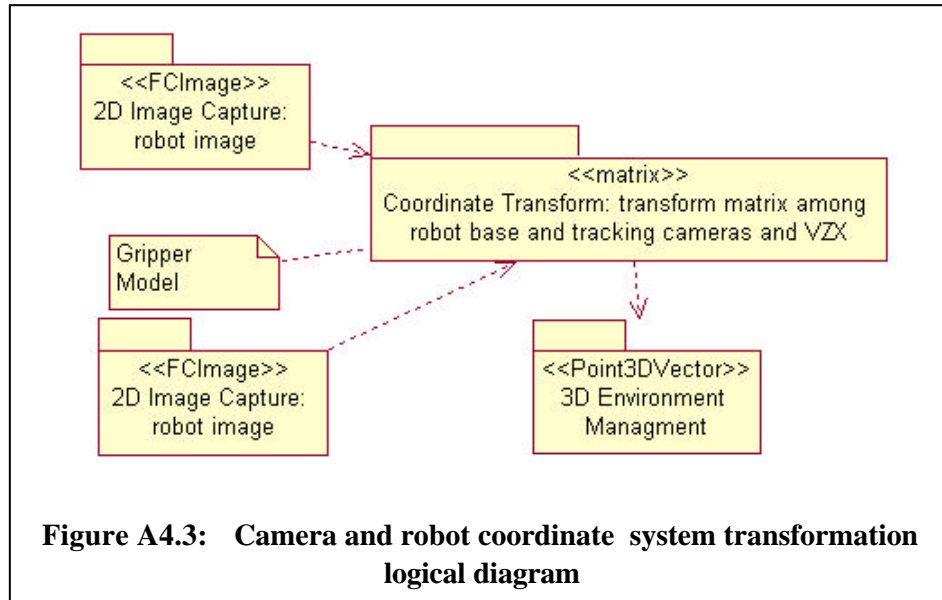 <<FCImage>>
2D Image Capture:
robot image
<<matrix>>
Coordinate Transform: transform matrix among
robot base and tracking cameras and VZX
Gripper
Model
<<FCImage>>
2D Image Capture:
robot image
<<Point3DVector>>
3D Environment
Managment
Figure A4.3: Camera and robot coordinate system transformation
logical diagram